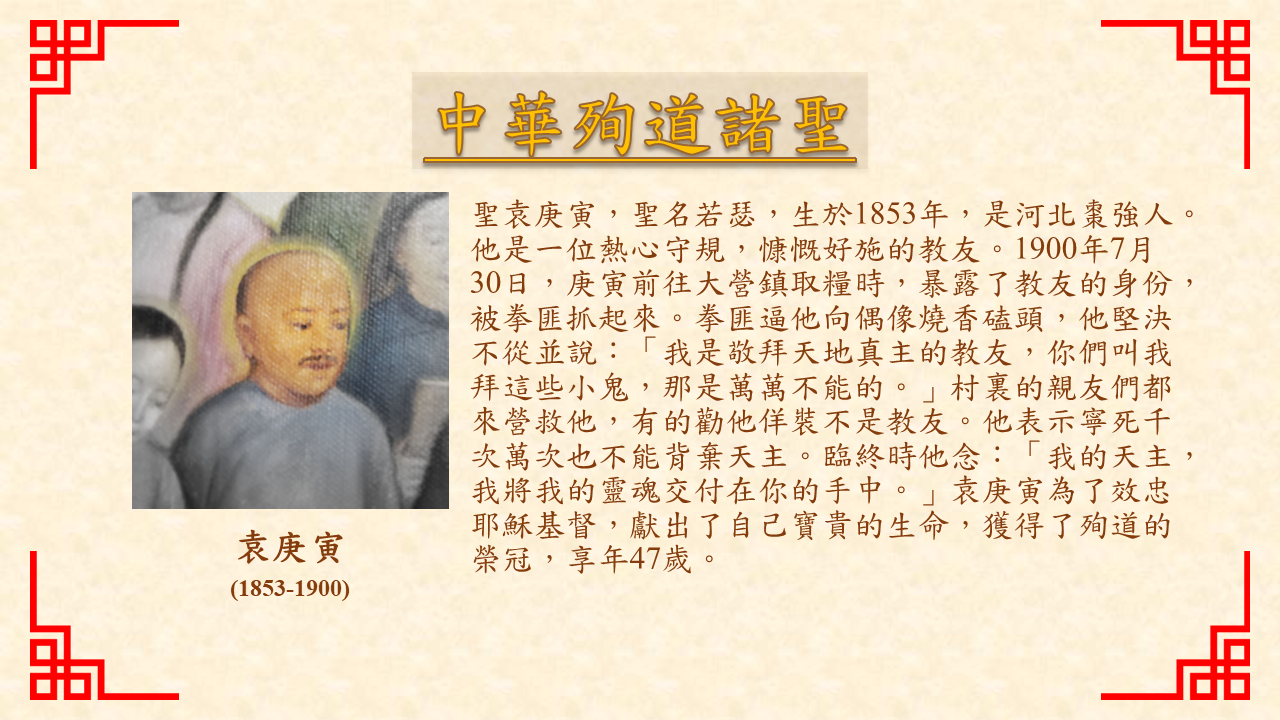 中華殉道諸聖
聖袁庚寅，聖名若瑟，生於1853年，是河北棗強人。
他是一位熱心守規，慷慨好施的教友。1900年7月
30日，庚寅前往大營鎮取糧時，暴露了教友的身份，
被拳匪抓起來。拳匪逼他向偶像燒香磕頭，他堅決
不從並說：「我是敬拜天地真主的教友，你們叫我
拜這些小鬼，那是萬萬不能的。」村裏的親友們都
來營救他，有的勸他佯裝不是教友。他表示寧死千
次萬次也不能背棄天主。臨終時他念：「我的天主，
我將我的靈魂交付在你的手中。」袁庚寅為了效忠
耶穌基督，獻出了自己寶貴的生命，獲得了殉道的
榮冠，享年47歲。
袁庚寅
(1853-1900)